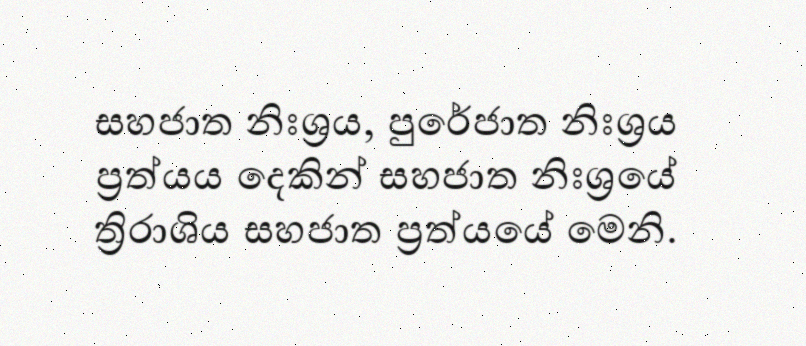 සහජාත නිඃශ්‍රය, පුරේජාත නිඃශ්‍රය
ප්‍රත්යය දෙකින් සහජාත නිඃශ්‍රයේ
ත්‍රිරාශිය සහජාත ප්‍රත්යයේ මෙනි.